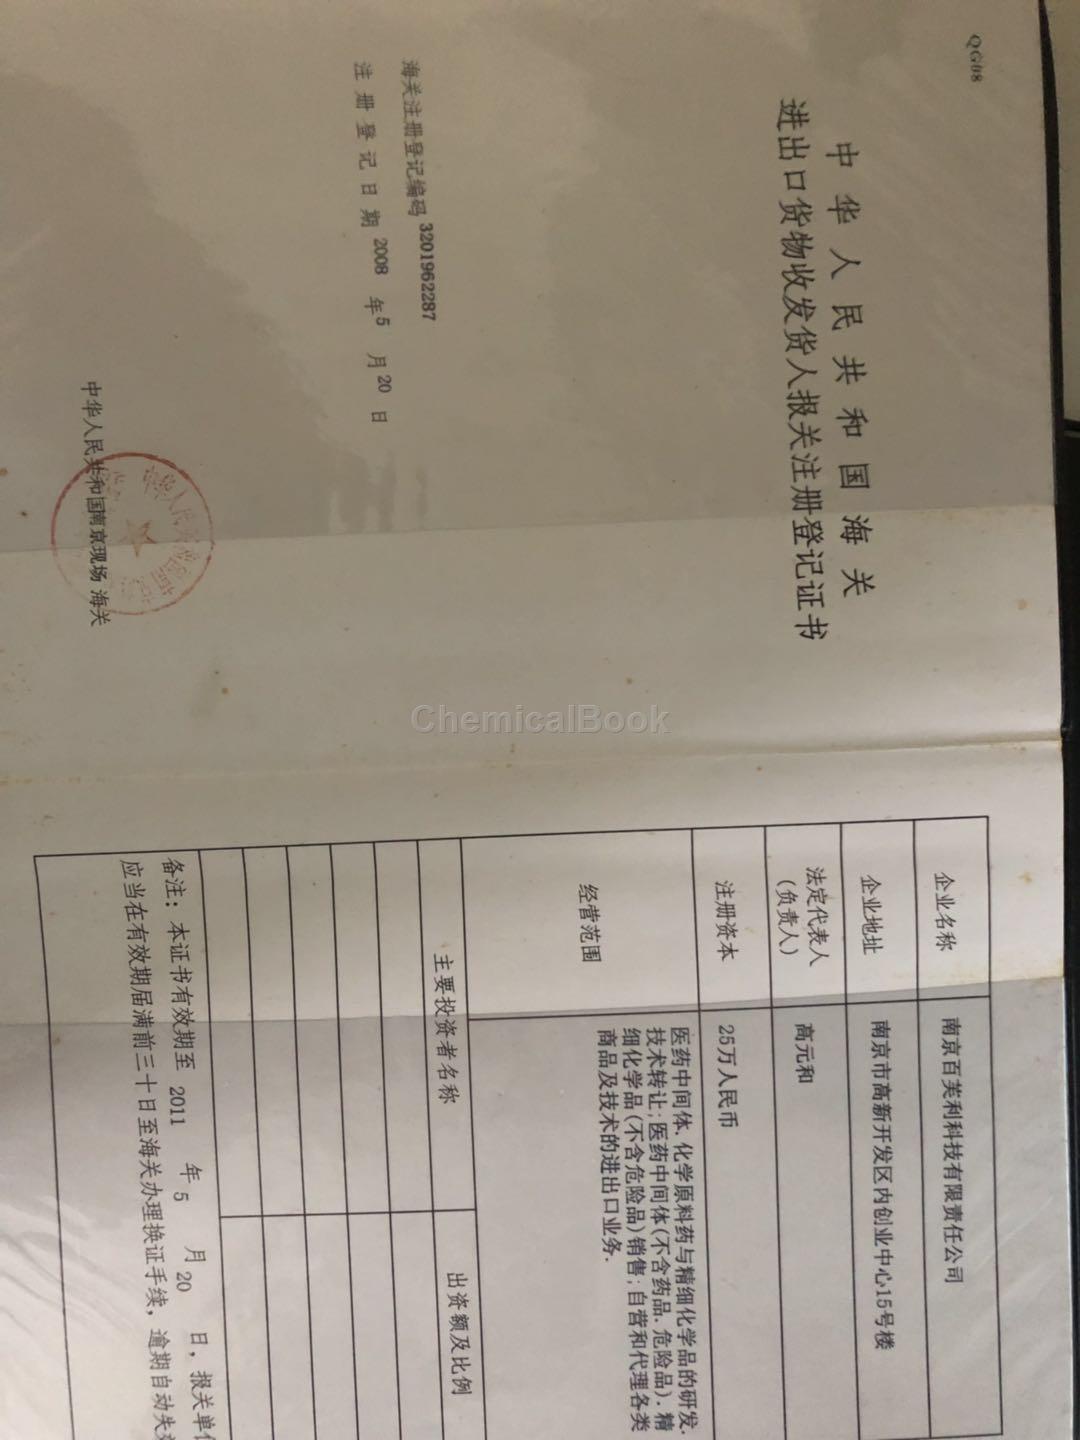 QG08
中华人民共和国海关
进出口货物收发货人报关注册登记证书
海关注册登记编码 3201962287
注册登记日期 2008 年 5 月 20 日
中华人民共和国南京现场 海关
ChemicalBook
企业名称 南京百芙利科技有限责任公司
企业地址 南京市高新开发区内创业中心15号楼
法定代表人
(负责人) 高元和
注册资本 25万人民币
经营范围 医药中间体.化学原料药与精细化学品的研发.
技术转让;医药中间体(不含药品.危险品).精
细化学品(不含危险品)销售;自营和代理各类
商品及技术的进出口业务.
主要投资者名称 出资额及比例
备注：本证书有效期至 2011 年 5 月 20 日，报关单
应当在有效期届满前三十日至海关办理换证手续，逾期自动失